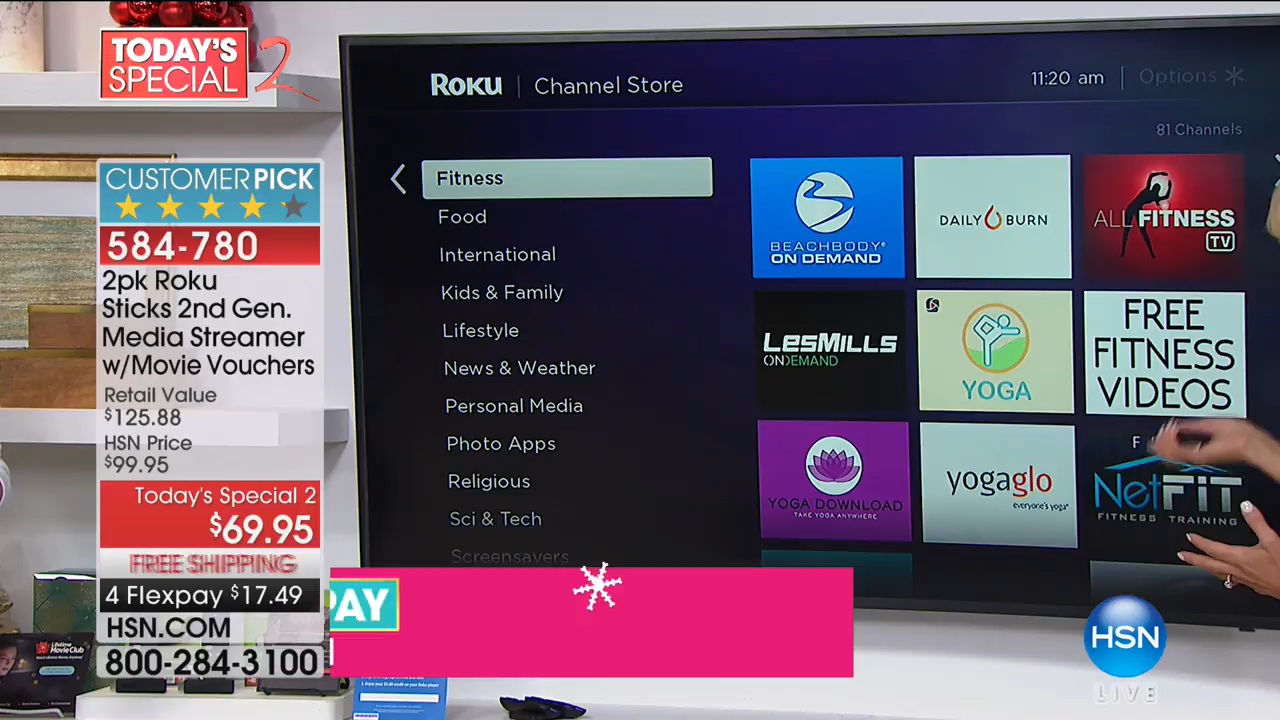 TODAY'S
SPECIAL 2
CUSTOMER PICK
584-780
2pk Roku
Sticks 2nd Gen.
Media Streamer
w/Movie Vouchers
Retail Value
$125.88
HSN Price
$99.95
Today's Special 2
$69.95
FREE SHIPPING
4 Flexpay $17.49
HSN.COM
800-284-3100
ROKU | Channel Store
11:20 am | Options
81 Channels
Fitness
Food
International
Kids & Family
Lifestyle
News & Weather
Personal Media
Photo Apps
Religious
Sci & Tech
Screensavers
BEACHBODY®
ON DEMAND
DAILY BURN
ALL FITNESS
TV
LESMILLS
ONDEMAND
YOGA
FREE
FITNESS
VIDEOS
YOGA DOWNLOAD
TAKE YOGA ANYWHERE
yogaglo
everyone's yoga
NETFIT
FITNESS TRAINING
PAY
HSN
LIVE
Lifetime
MovieClub